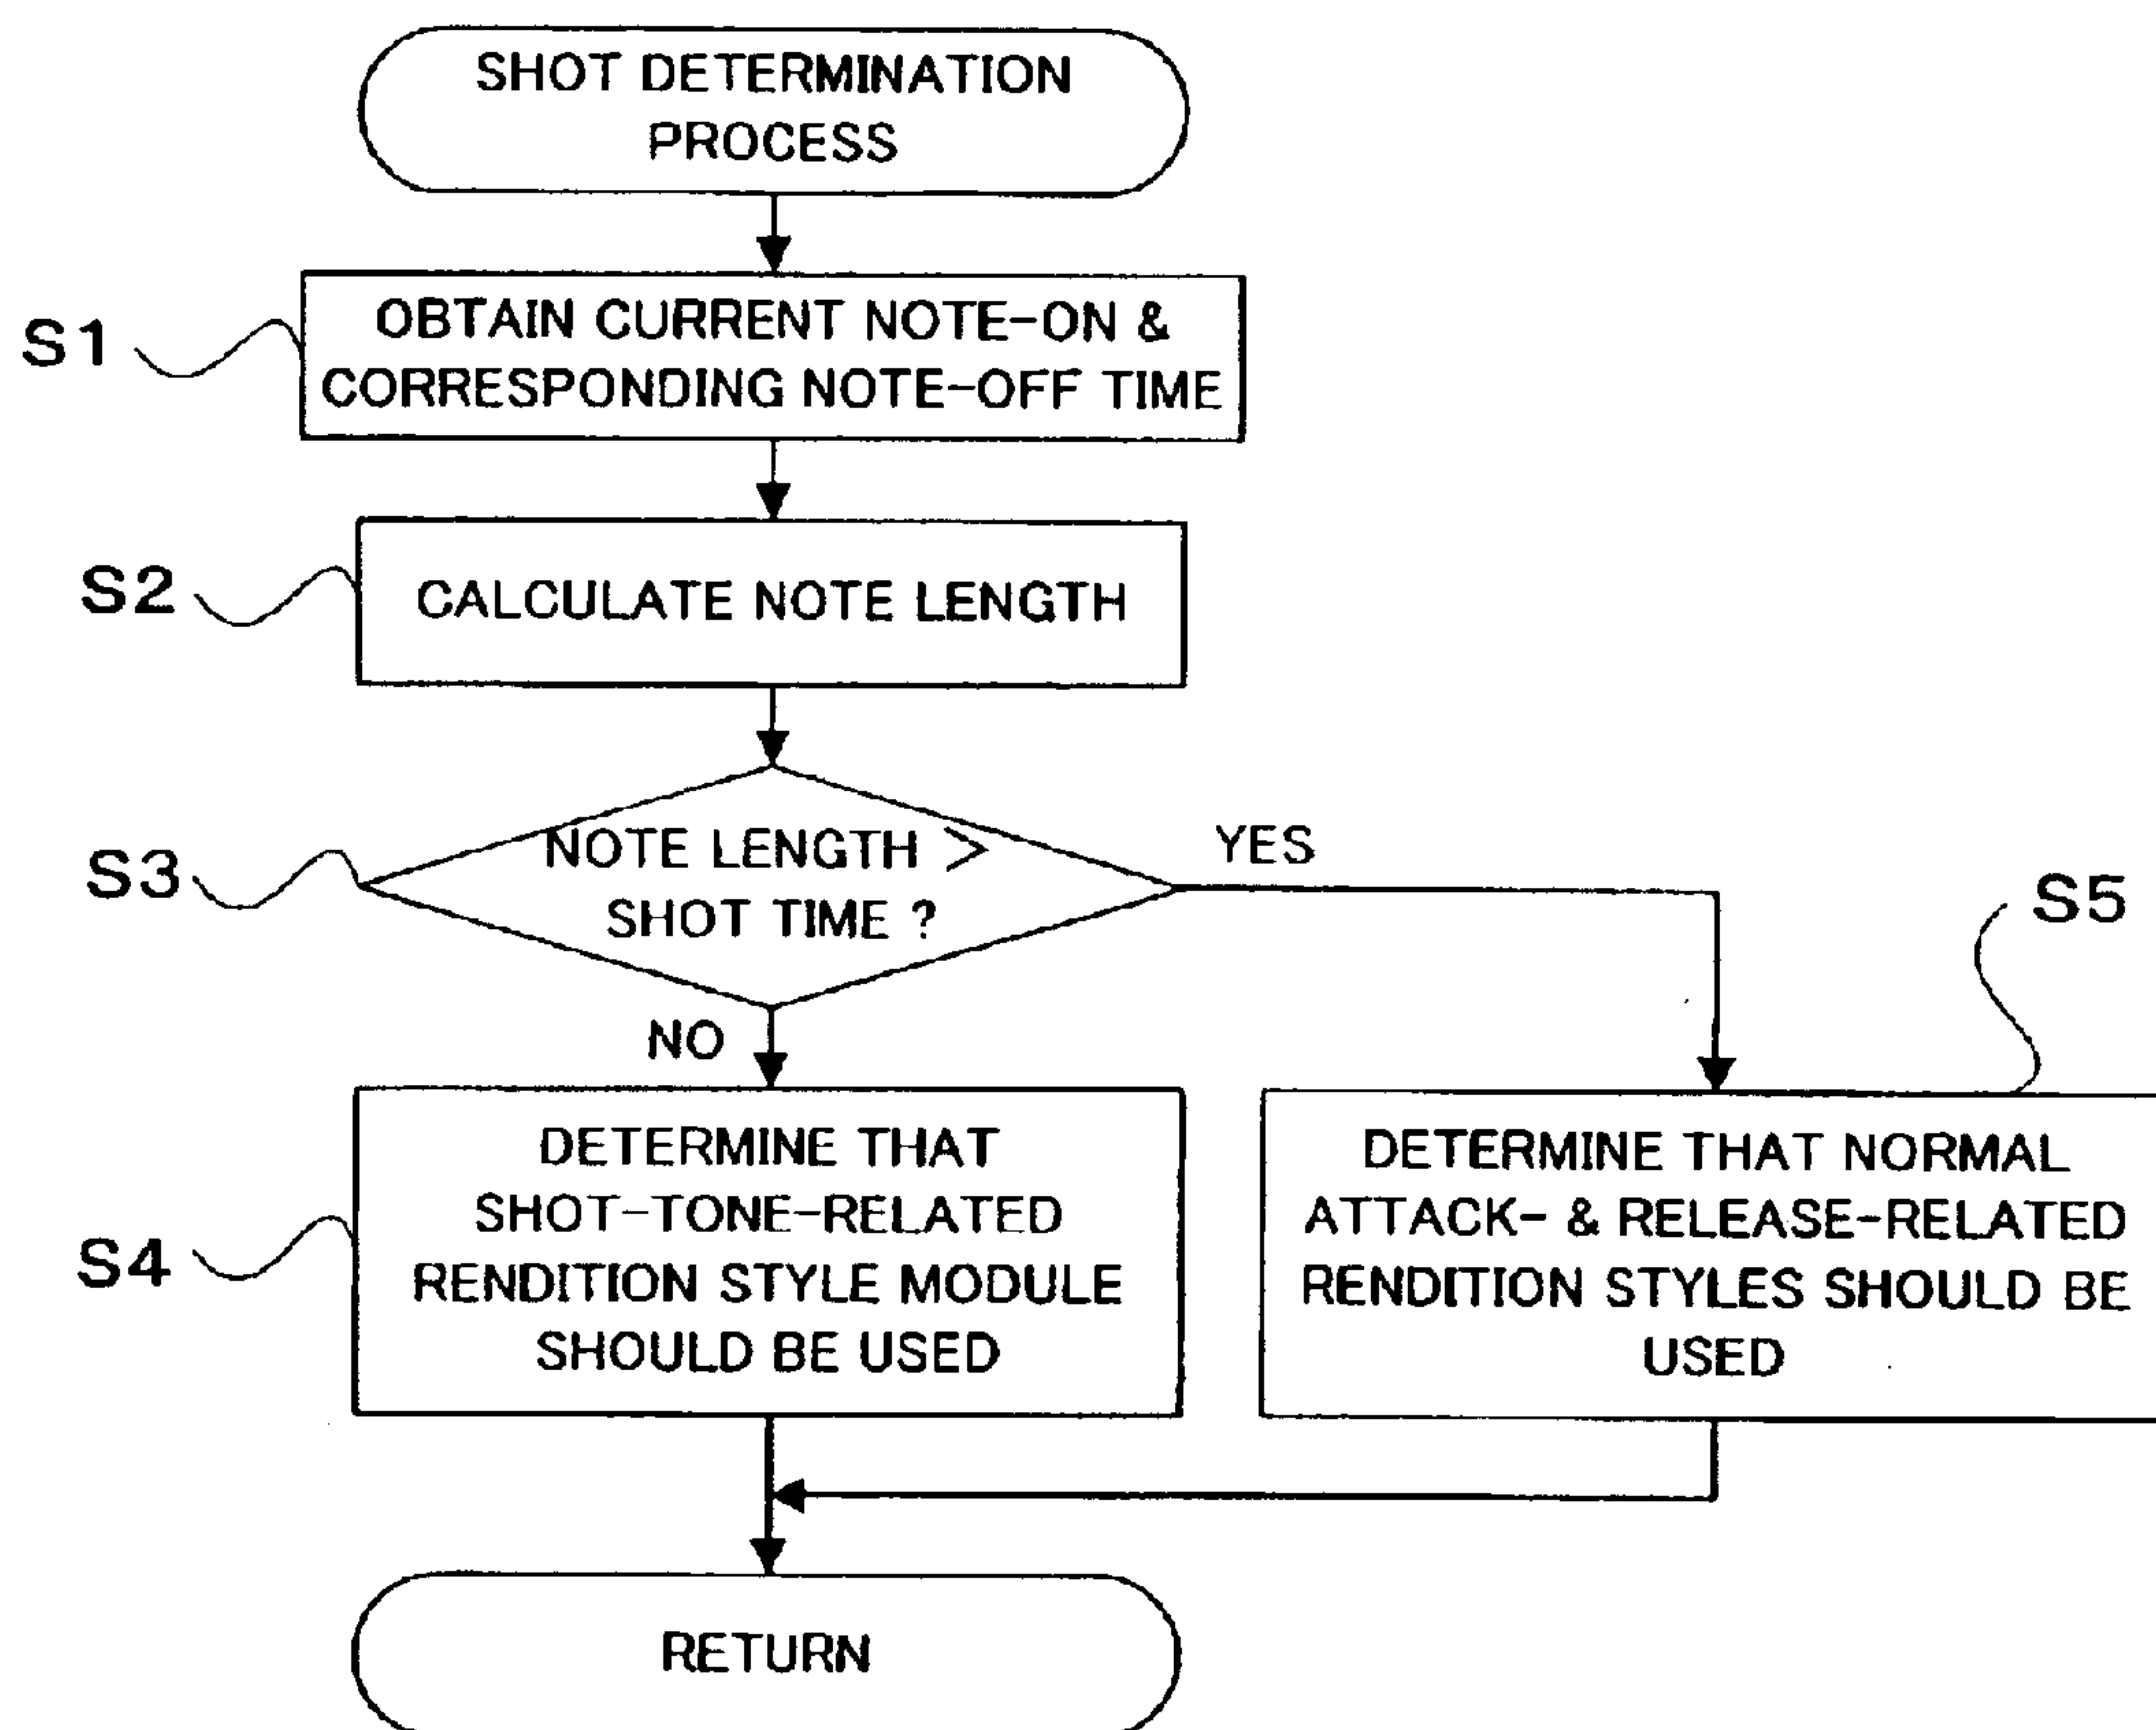 SHOT DETERMINATION
PROCESS
S1
OBTAIN CURRENT NOTE-ON &
CORRESPONDING NOTE-OFF TIME
S2
CALCULATE NOTE LENGTH
S3
NOTE LENGTH >
SHOT TIME ?
YES
NO
S4
DETERMINE THAT
SHOT-TONE-RELATED
RENDITION STYLE MODULE
SHOULD BE USED
S5
DETERMINE THAT NORMAL
ATTACK- & RELEASE-RELATED
RENDITION STYLES SHOULD BE
USED
RETURN